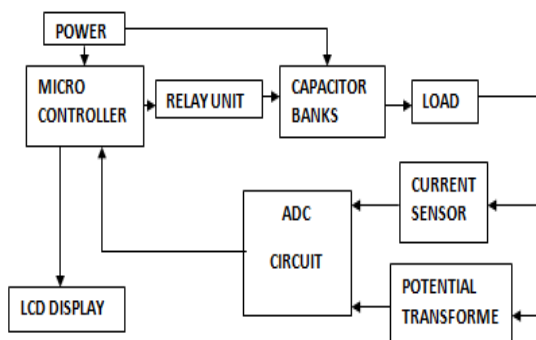 POWER
MICRO
CONTROLLER
RELAY UNIT
CAPACITOR
BANKS
LOAD
CURRENT
SENSOR
ADC
CIRCUIT
POTENTIAL
TRANSFORME
LCD DISPLAY